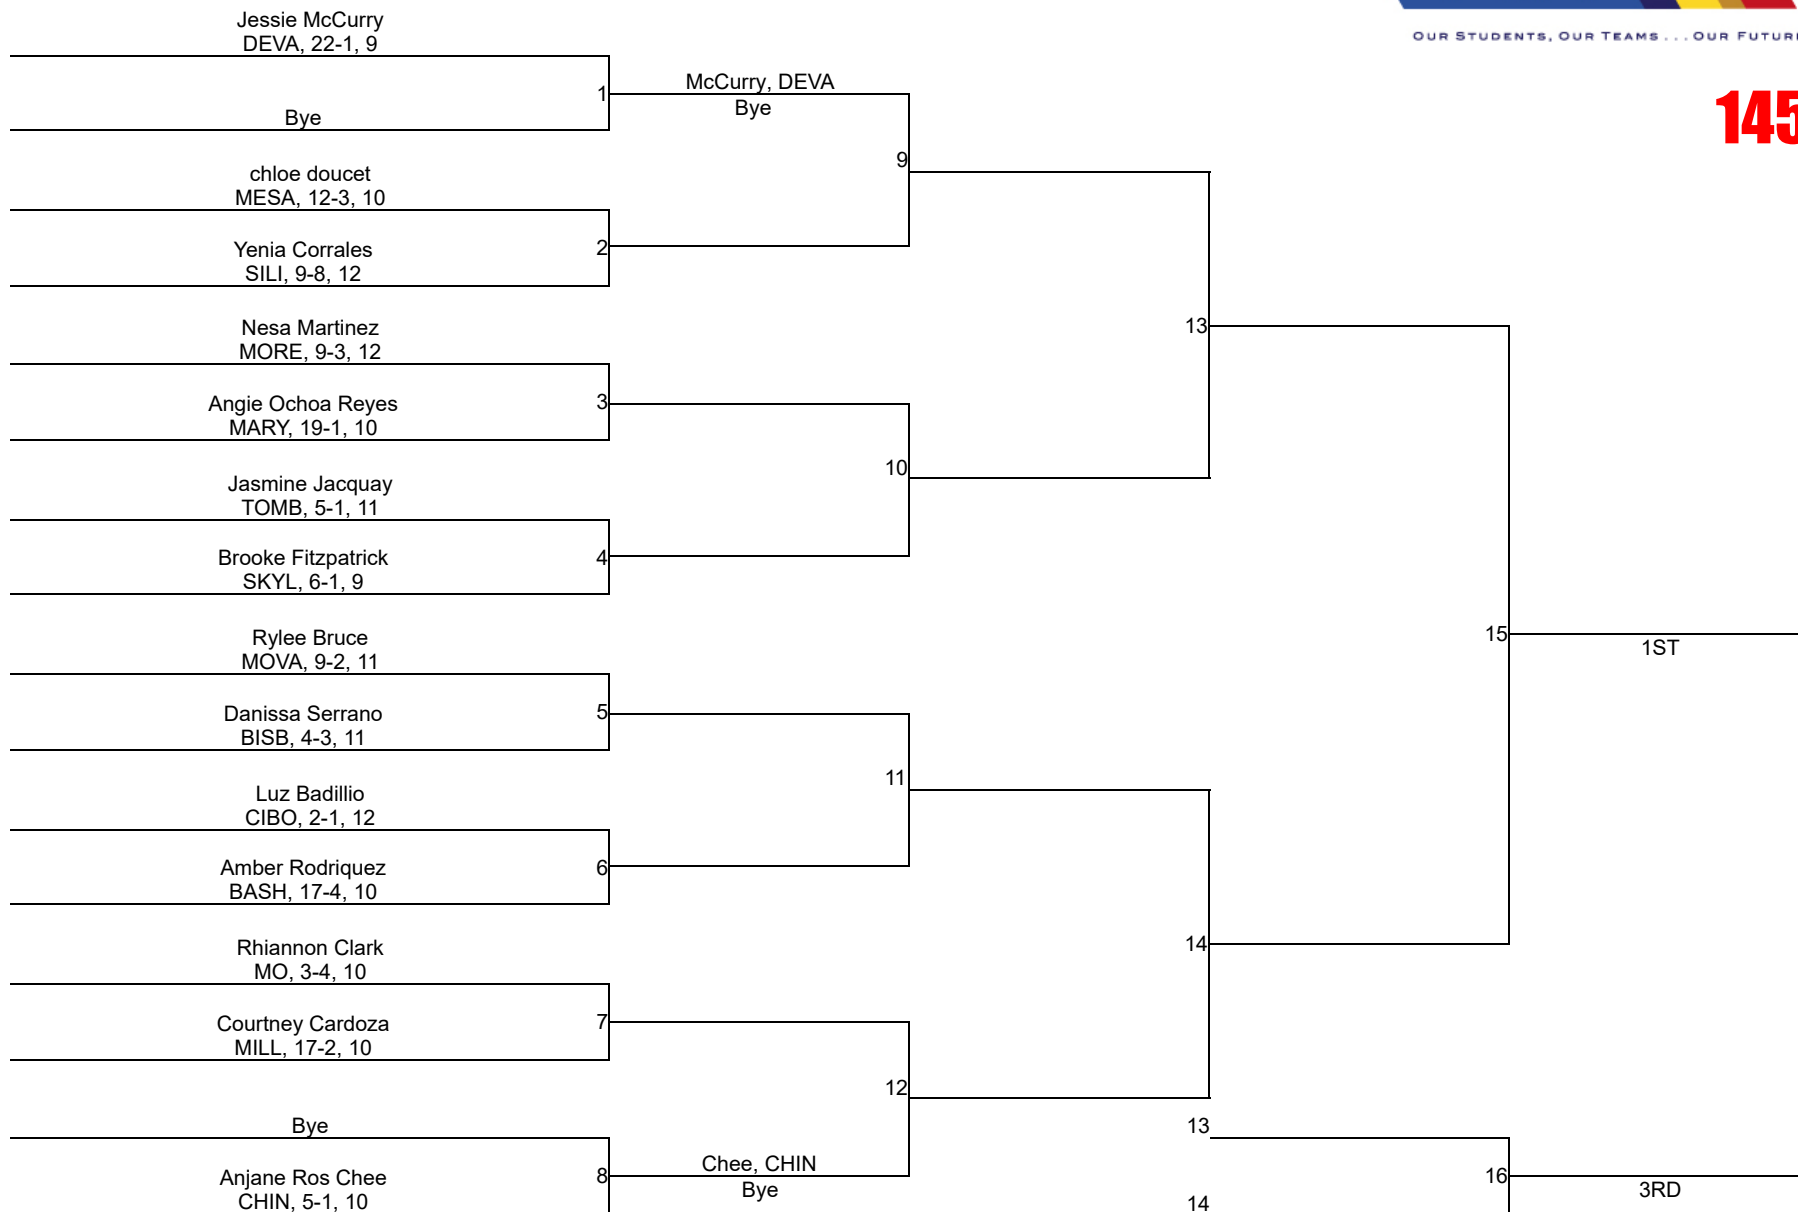 OUR STUDENTS, OUR TEAMS...OUR FUTURE
145
Jessie McCurry
DEVA, 22-1, 9
1
McCurry, DEVA
Bye
Bye
9
chloe doucet
MESA, 12-3, 10
2
Yenia Corrales
SILI, 9-8, 12
13
Nesa Martinez
MORE, 9-3, 12
3
Angie Ochoa Reyes
MARY, 19-1, 10
10
Jasmine Jacquay
TOMB, 5-1, 11
4
Brooke Fitzpatrick
SKYL, 6-1, 9
15
1ST
Rylee Bruce
MOVA, 9-2, 11
5
Danissa Serrano
BISB, 4-3, 11
11
Luz Badillio
CIBO, 2-1, 12
6
Amber Rodriquez
BASH, 17-4, 10
14
Rhiannon Clark
MO, 3-4, 10
7
Courtney Cardoza
MILL, 17-2, 10
12
Bye
13
8
Chee, CHIN
Bye
Anjane Ros Chee
CHIN, 5-1, 10
16
3RD
14